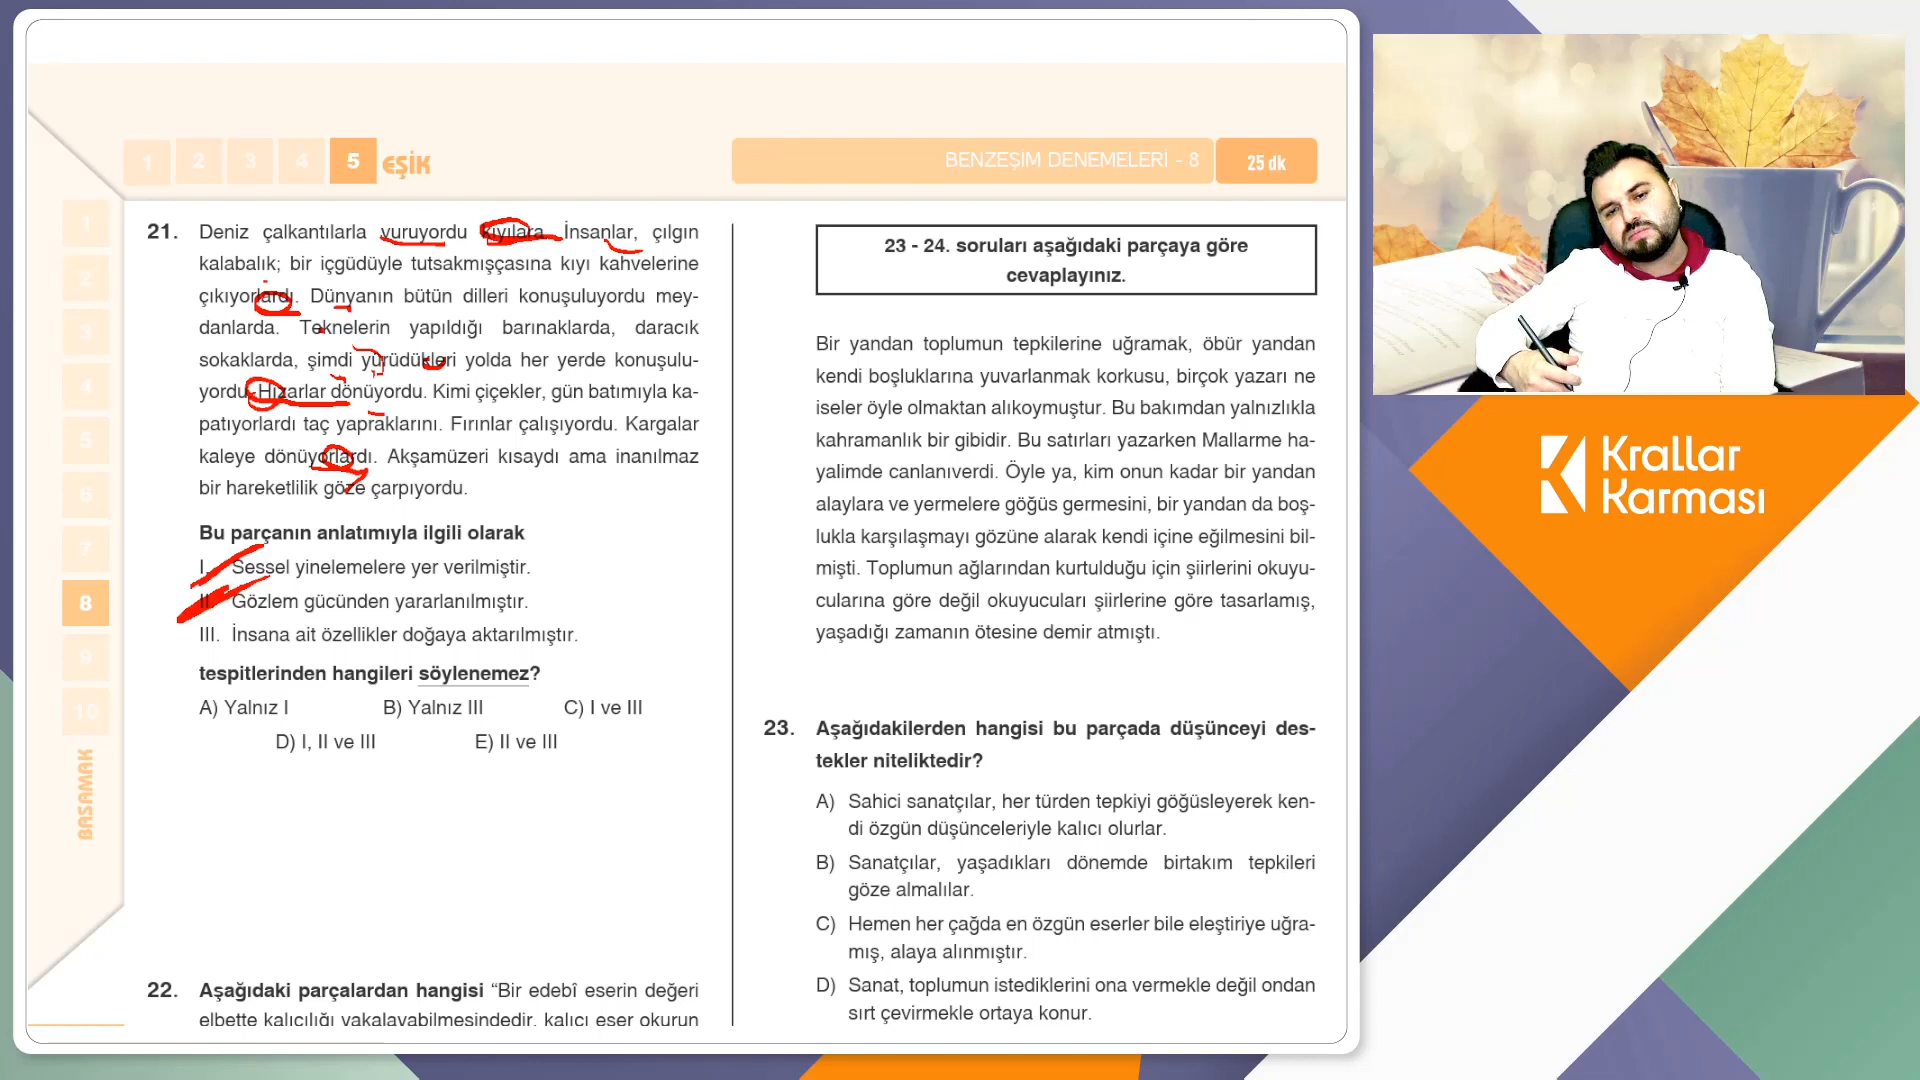 1 2 3 4 5 EŞİK
BENZEŞİM DENEMELERİ - 8 25 dk
1
2
3
4
5
6
7
8
9
10
BASAMAK
21. Deniz çalkantılarla vuruyordu kıyılara. İnsanlar, çılgın
kalabalık; bir içgüdüyle tutsakmışçasına kıyı kahvelerine
çıkıyorlardı. Dünyanın bütün dilleri konuşuluyordu mey-
danlarda. Teknelerin yapıldığı barınaklarda, daracık
sokaklarda, şimdi yürüdükleri yolda her yerde konuşulu-
yordu. Hızarlar dönüyordu. Kimi çiçekler, gün batımıyla ka-
patıyorlardı taç yapraklarını. Fırınlar çalışıyordu. Kargalar
kaleye dönüyorlardı. Akşamüzeri kısaydı ama inanılmaz
bir hareketlilik göze çarpıyordu.
Bu parçanın anlatımıyla ilgili olarak
I. Sessel yinelemelere yer verilmiştir.
II. Gözlem gücünden yararlanılmıştır.
III. İnsana ait özellikler doğaya aktarılmıştır.
tespitlerinden hangileri söylenemez?
A) Yalnız I B) Yalnız III C) I ve III
D) I, II ve III E) II ve III
22. Aşağıdaki parçalardan hangisi “Bir edebî eserin değeri
elbette kalıcılığı yakalayabilmesindedir, kalıcı eser okurun
23 - 24. soruları aşağıdaki parçaya göre
cevaplayınız.
Bir yandan toplumun tepkilerine uğramak, öbür yandan
kendi boşluklarına yuvarlanmak korkusu, birçok yazarı ne
iseler öyle olmaktan alıkoymuştur. Bu bakımdan yalnızlıkla
kahramanlık bir gibidir. Bu satırları yazarken Mallarme ha-
yalimde canlanıverdi. Öyle ya, kim onun kadar bir yandan
alaylara ve yermelere göğüs germesini, bir yandan da boş-
lukla karşılaşmayı gözüne alarak kendi içine eğilmesini bil-
mişti. Toplumun ağlarından kurtulduğu için şiirlerini okuyu-
cularına göre değil okuyucuları şiirlerine göre tasarlamış,
yaşadığı zamanın ötesine demir atmıştı.
23. Aşağıdakilerden hangisi bu parçada düşünceyi des-
tekler niteliktedir?
A) Sahici sanatçılar, her türden tepkiyi göğüsleyerek ken-
di özgün düşünceleriyle kalıcı olurlar.
B) Sanatçılar, yaşadıkları dönemde birtakım tepkileri
göze almalılar.
C) Hemen her çağda en özgün eserler bile eleştiriye uğra-
mış, alaya alınmıştır.
D) Sanat, toplumun istediklerini ona vermekle değil ondan
sırt çevirmekle ortaya konur.
Krallar
Karması